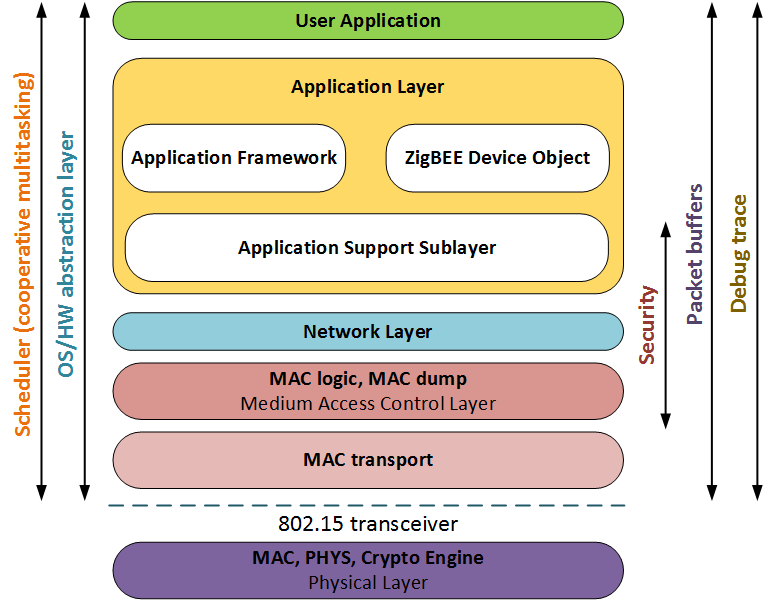 User Application
Application Layer
Application Framework
ZigBEE Device Object
Application Support Sublayer
Network Layer
MAC logic, MAC dump
Medium Access Control Layer
MAC transport
802.15 transceiver
MAC, PHYS, Crypto Engine
Physical Layer
Scheduler (cooperative multitasking)
OS/HW abstraction layer
Security
Packet buffers
Debug trace